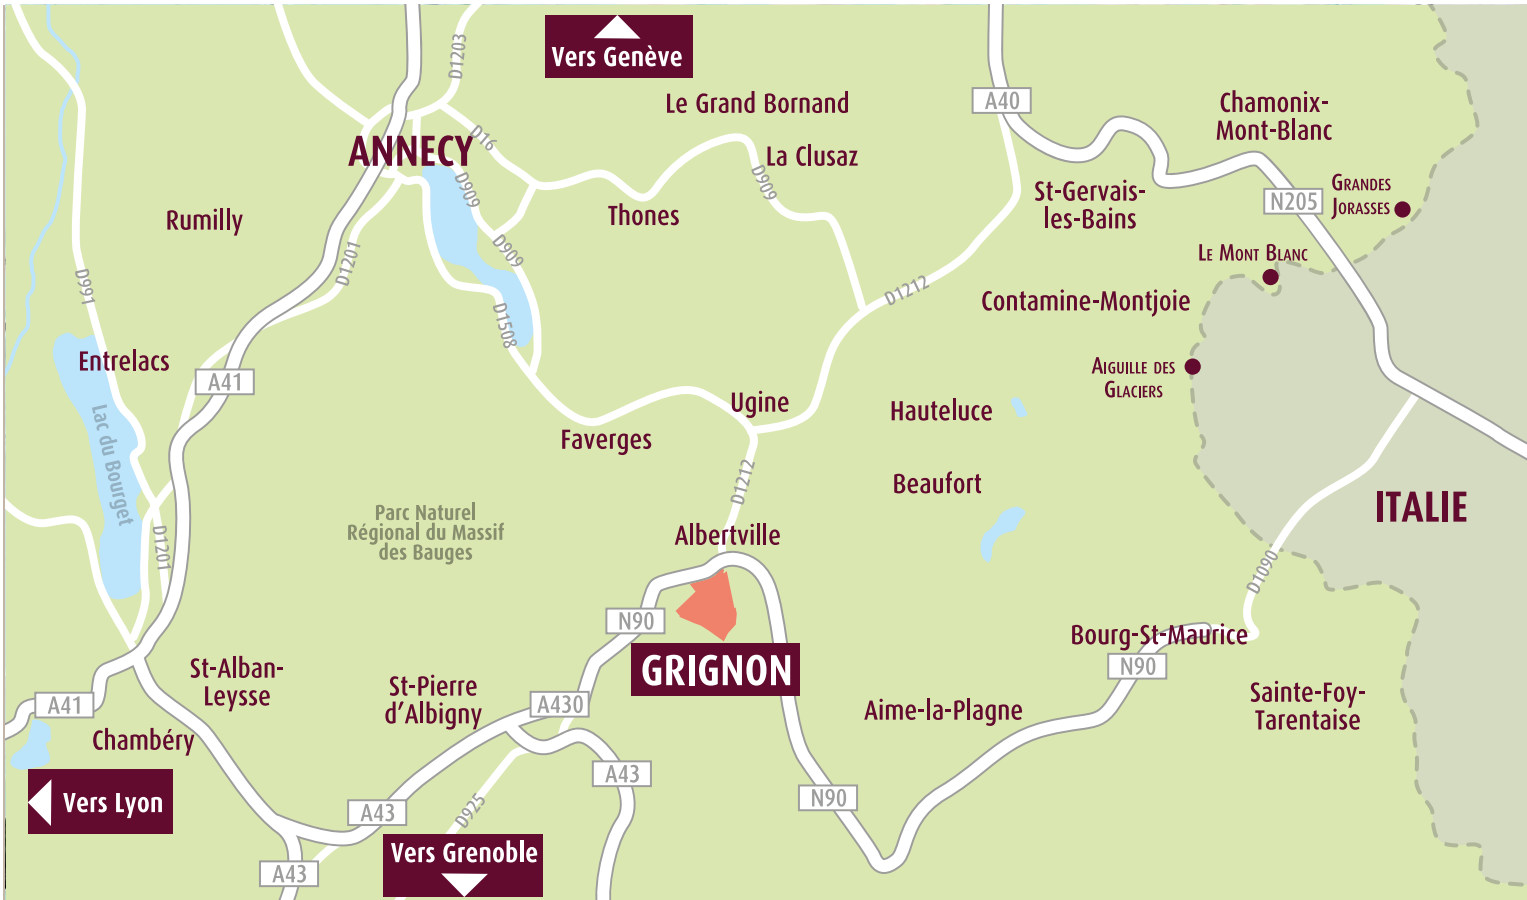 Vers Genève
D1203
Le Grand Bornand
A40
Chamonix-
Mont-Blanc
ANNECY
D16
La Clusaz
D909
D909
GRANDES
JORASSES
St-Gervais-
les-Bains
N205
Rumilly
Thones
D1201
D909
LE MONT BLANC
D991
D1212
Contamine-Montjoie
D1508
Entrelacs
A41
AIGUILLE DES
GLACIERS
Ugine
Hauteluce
Faverges
Lac du Bourget
D1212
Beaufort
ITALIE
Parc Naturel
Régional du Massif
des Bauges
Albertville
D1201
D1090
N90
Bourg-St-Maurice
GRIGNON
N90
St-Alban-
Leysse
St-Pierre
d'Albigny
A430
Aime-la-Plagne
Sainte-Foy-
Tarentaise
A41
Chambéry
A43
Vers Lyon
N90
A43
D925
Vers Grenoble
A43